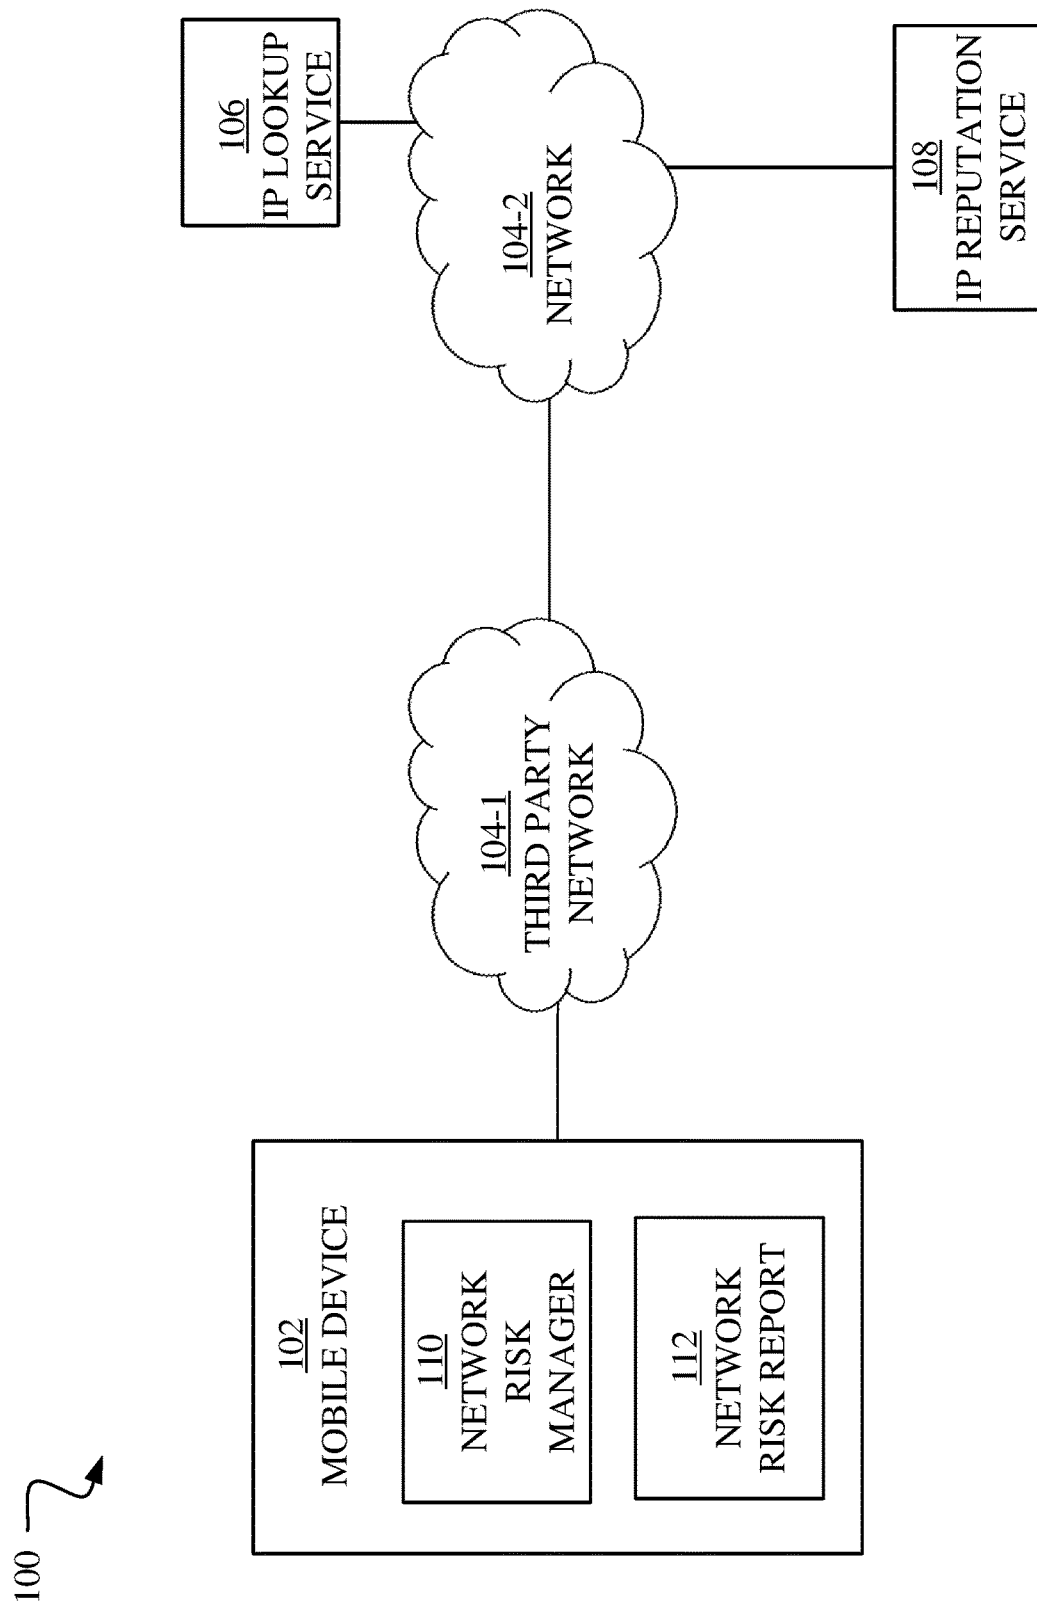 100
102
MOBILE DEVICE
110
NETWORK
RISK
MANAGER
112
NETWORK
RISK REPORT
104-1
THIRD PARTY
NETWORK
104-2
NETWORK
106
IP LOOKUP
SERVICE
108
IP REPUTATION
SERVICE